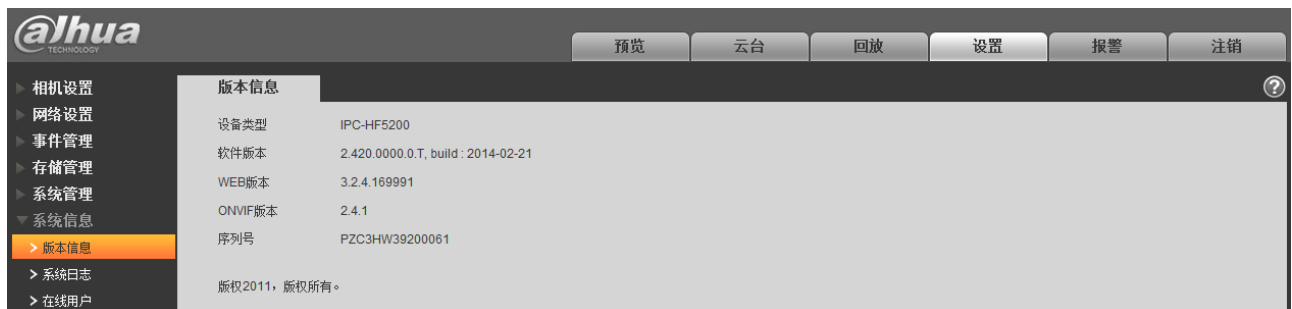 alhua
TECHNOLOGY
预览 云台 回放 设置 报警 注销
相机设置
网络设置
事件管理
存储管理
系统管理
系统信息
> 版本信息
> 系统日志
> 在线用户
版本信息
?
设备类型 IPC-HF5200
软件版本 2.420.0000.0.T, build : 2014-02-21
WEB版本 3.2.4.169991
ONVIF版本 2.4.1
序列号 PZC3HW39200061
版权2011，版权所有。